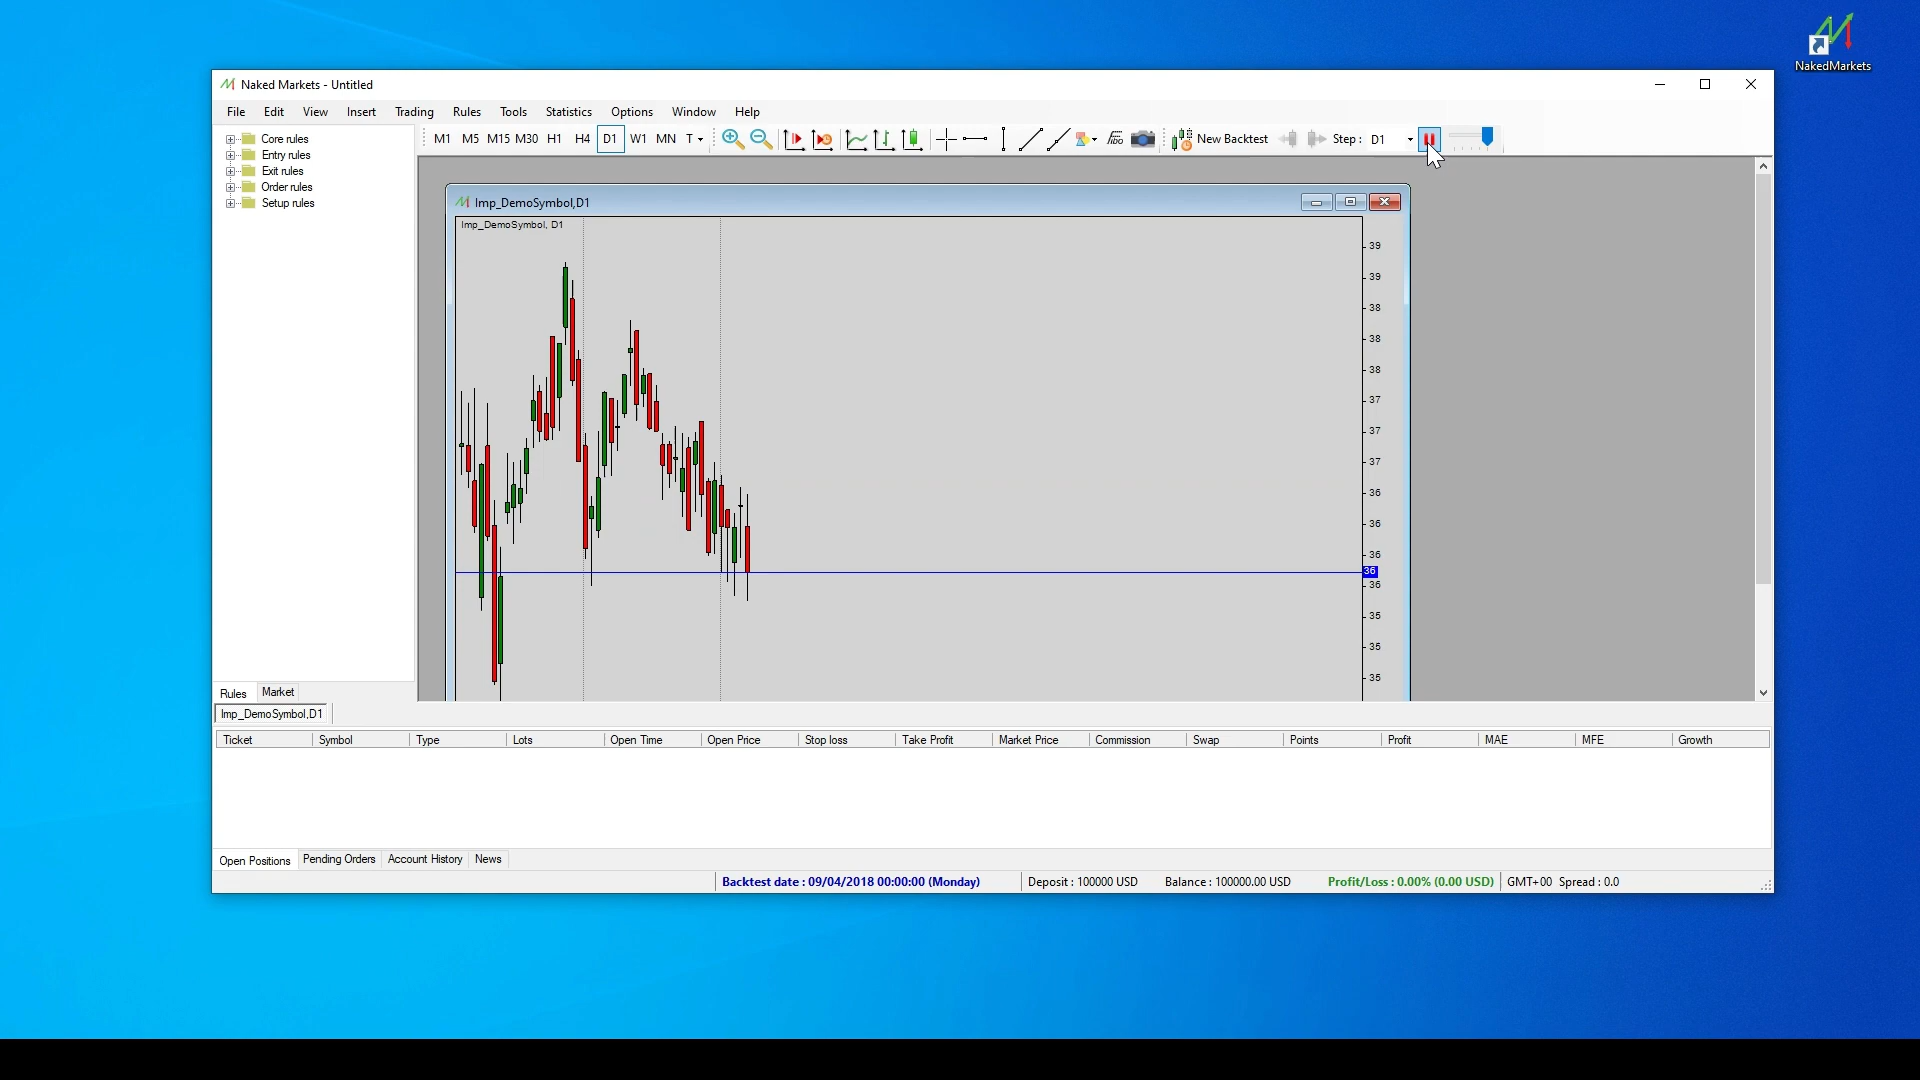 NakedMarkets
Naked Markets - Untitled
File Edit View Insert Trading Rules Tools Statistics Options Window Help
M1 M5 M15 M30 H1 H4 D1 W1 MN T New Backtest Step : D1
Core rules
Entry rules
Exit rules
Order rules
Setup rules
Imp_DemoSymbol,D1
Imp_DemoSymbol, D1
39
39
38
38
38
37
37
37
36
36
36
36
36
35
35
35
Rules Market
Imp_DemoSymbol,D1
Ticket Symbol Type Lots Open Time Open Price Stop loss Take Profit Market Price Commission Swap Points Profit MAE MFE Growth
Open Positions Pending Orders Account History News
Backtest date : 09/04/2018 00:00:00 (Monday) Deposit : 100000 USD Balance : 100000.00 USD Profit/Loss : 0.00% (0.00 USD) GMT+00 Spread : 0.0